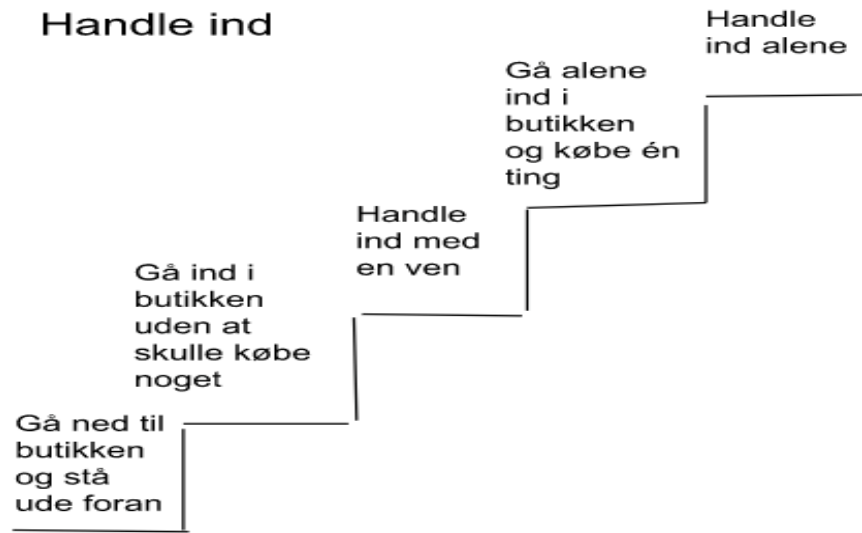 Handle ind
Gå ned til
butikken
og stå
ude foran
Gå ind i
butikken
uden at
skulle købe
noget
Handle
ind med
en ven
Gå alene
ind i
butikken
og købe én
ting
Handle
ind alene